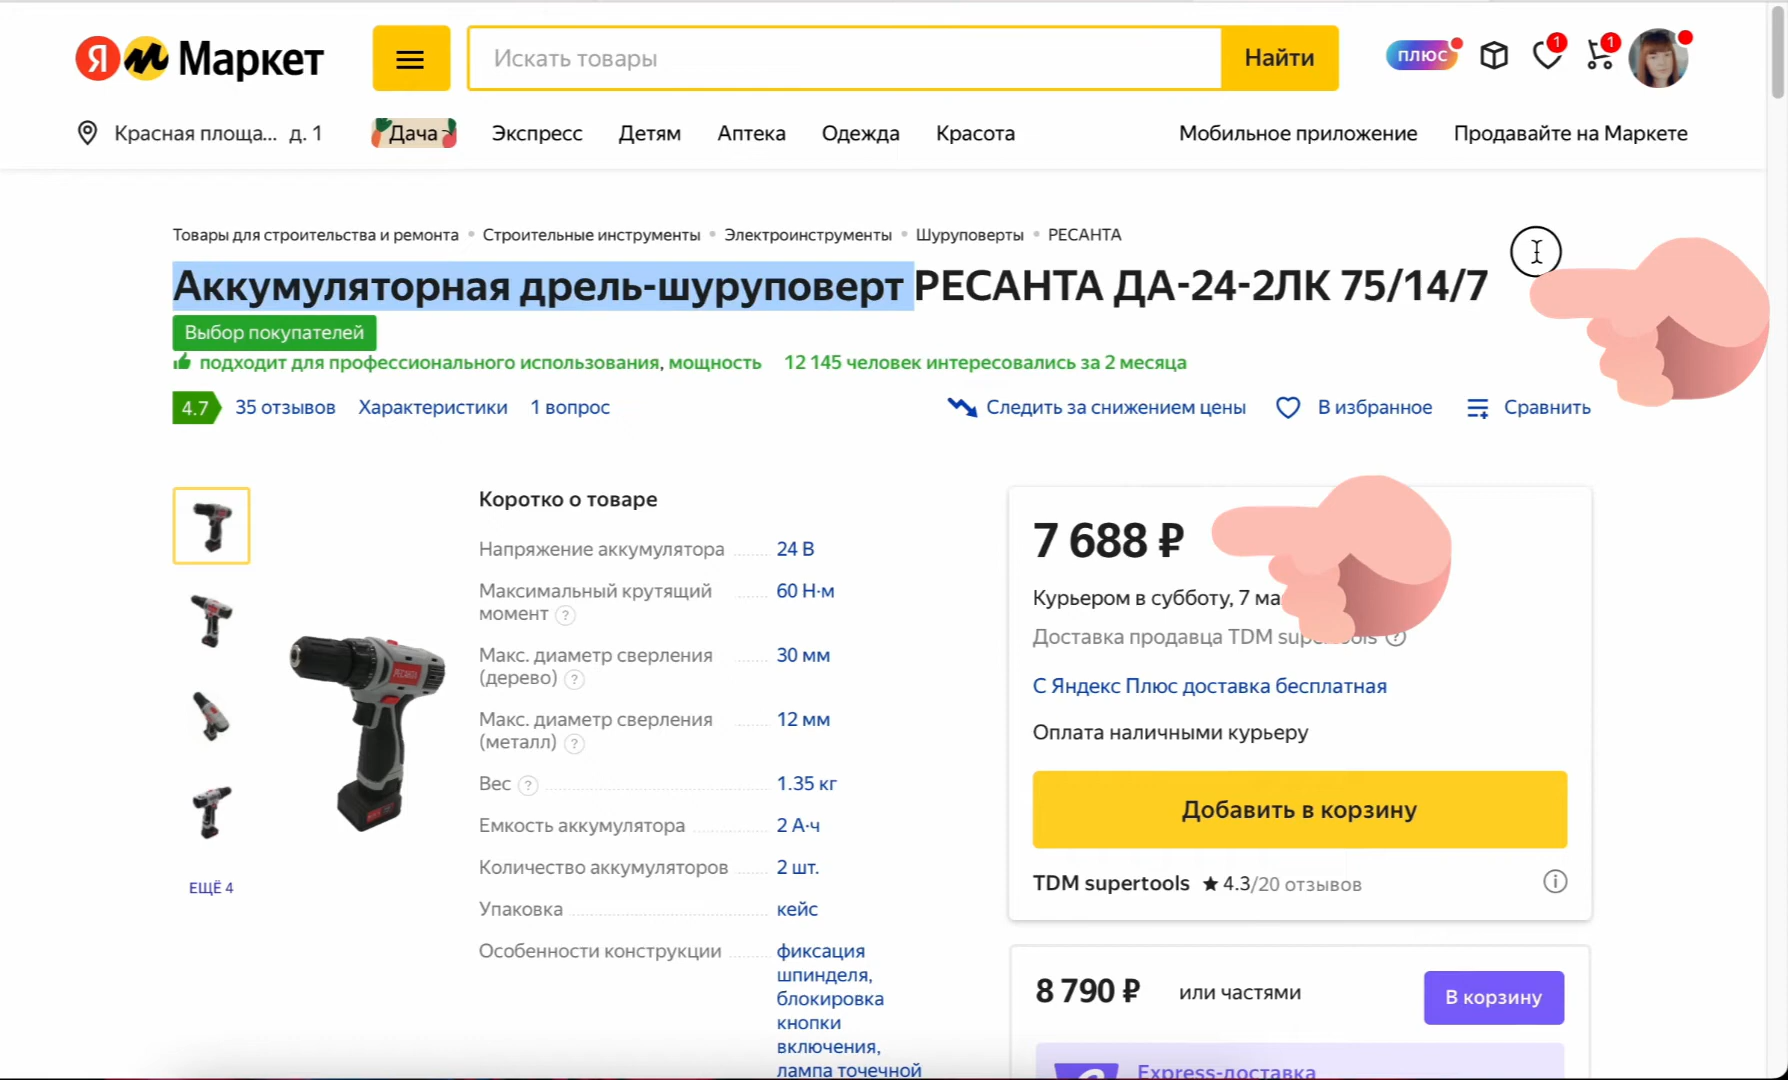 Я м Маркет
Искать товары
Найти
плюс
1
1
Красная площа... д. 1
Дача
Экспресс
Детям
Аптека
Одежда
Красота
Мобильное приложение
Продавайте на Маркете
Товары для строительства и ремонта • Строительные инструменты • Электроинструменты • Шуруповерты • РЕСАНТА
Аккумуляторная дрель-шуруповерт РЕСАНТА ДА-24-2ЛК 75/14/7
Выбор покупателей
подходит для профессионального использования, мощность 12 145 человек интересовались за 2 месяца
4.7 35 отзывов Характеристики 1 вопрос
Следить за снижением цены В избранное Сравнить
ЕЩЁ 4
РЕСАНТА
Коротко о товаре
Напряжение аккумулятора 24 В
Максимальный крутящий 60 Н·м
момент ?
Макс. диаметр сверления 30 мм
(дерево) ?
Макс. диаметр сверления 12 мм
(металл) ?
Вес ? 1.35 кг
Емкость аккумулятора 2 А·ч
Количество аккумуляторов 2 шт.
Упаковка кейс
Особенности конструкции фиксация
шпинделя,
блокировка
кнопки
включения,
лампа точечной
7 688 ₽
Курьером в субботу, 7 ма
Доставка продавца TDM supertools ?
С Яндекс Плюс доставка бесплатная
Оплата наличными курьеру
Добавить в корзину
TDM supertools ★ 4.3/20 отзывов
8 790 ₽ или частями
В корзину
Express-доставка